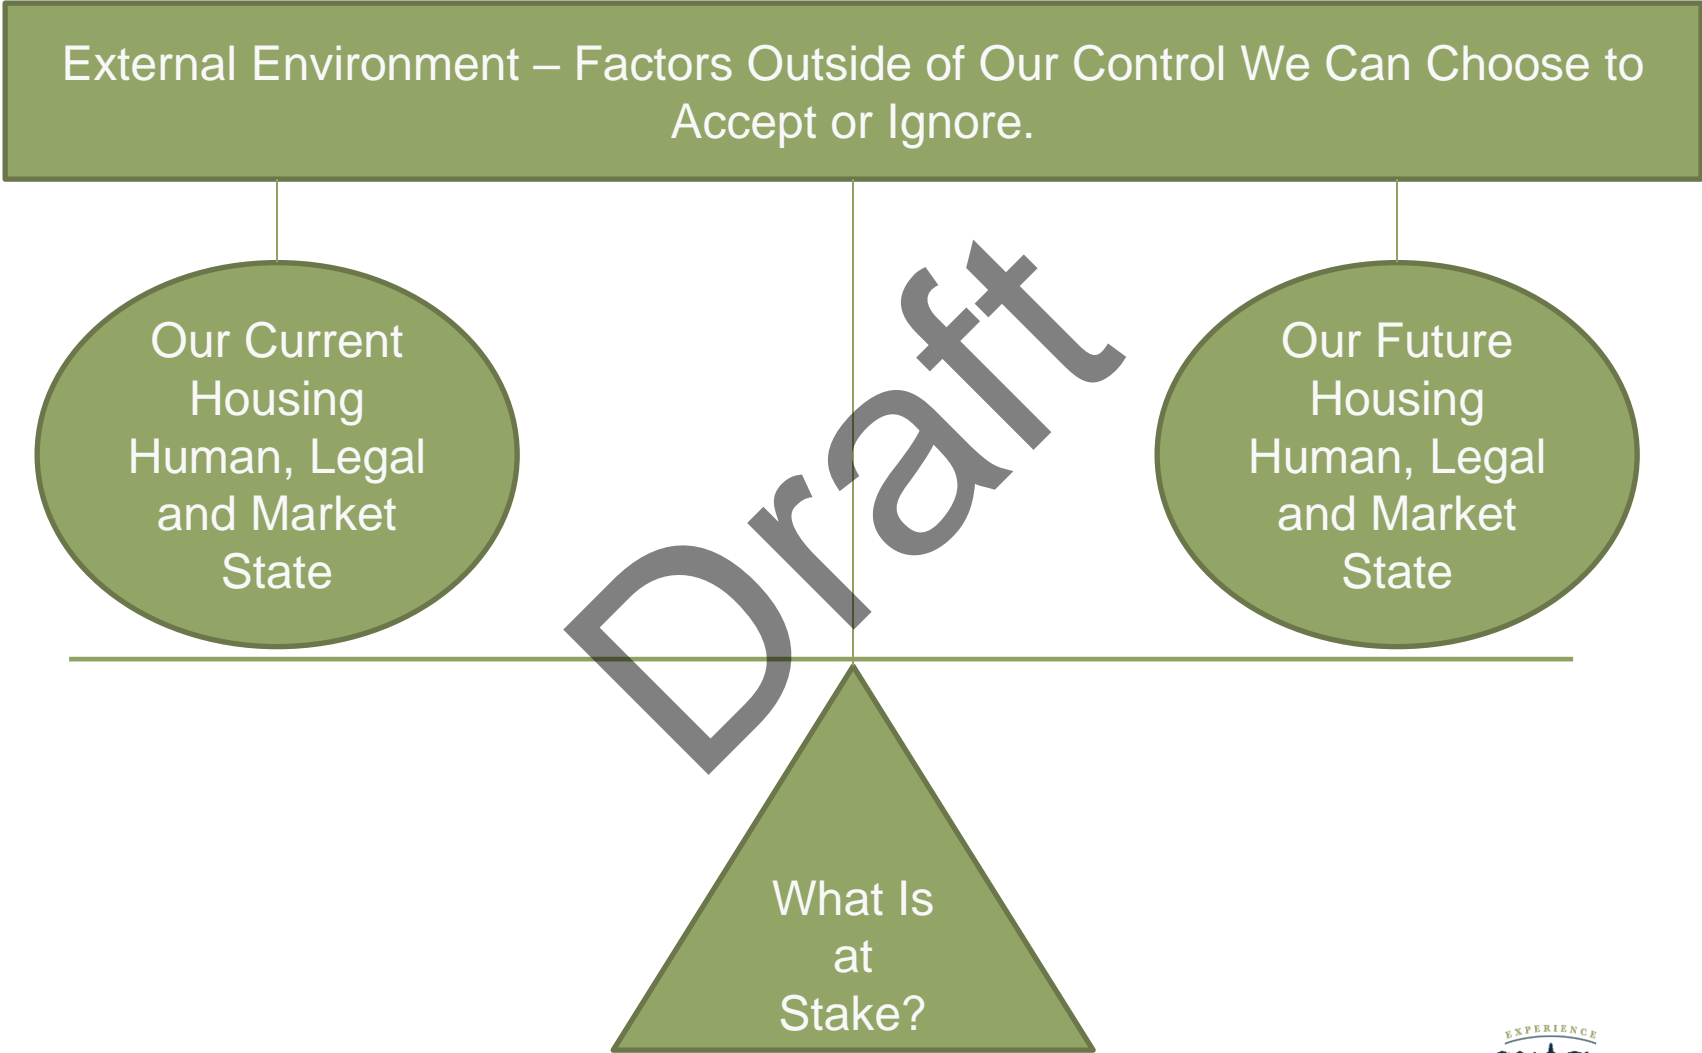 External Environment – Factors Outside of Our Control We Can Choose to
Accept or Ignore.
Our Current
Housing
Human, Legal
and Market
State
Our Future
Housing
Human, Legal
and Market
State
Draft
What Is
at
Stake?
EXPERIENCE